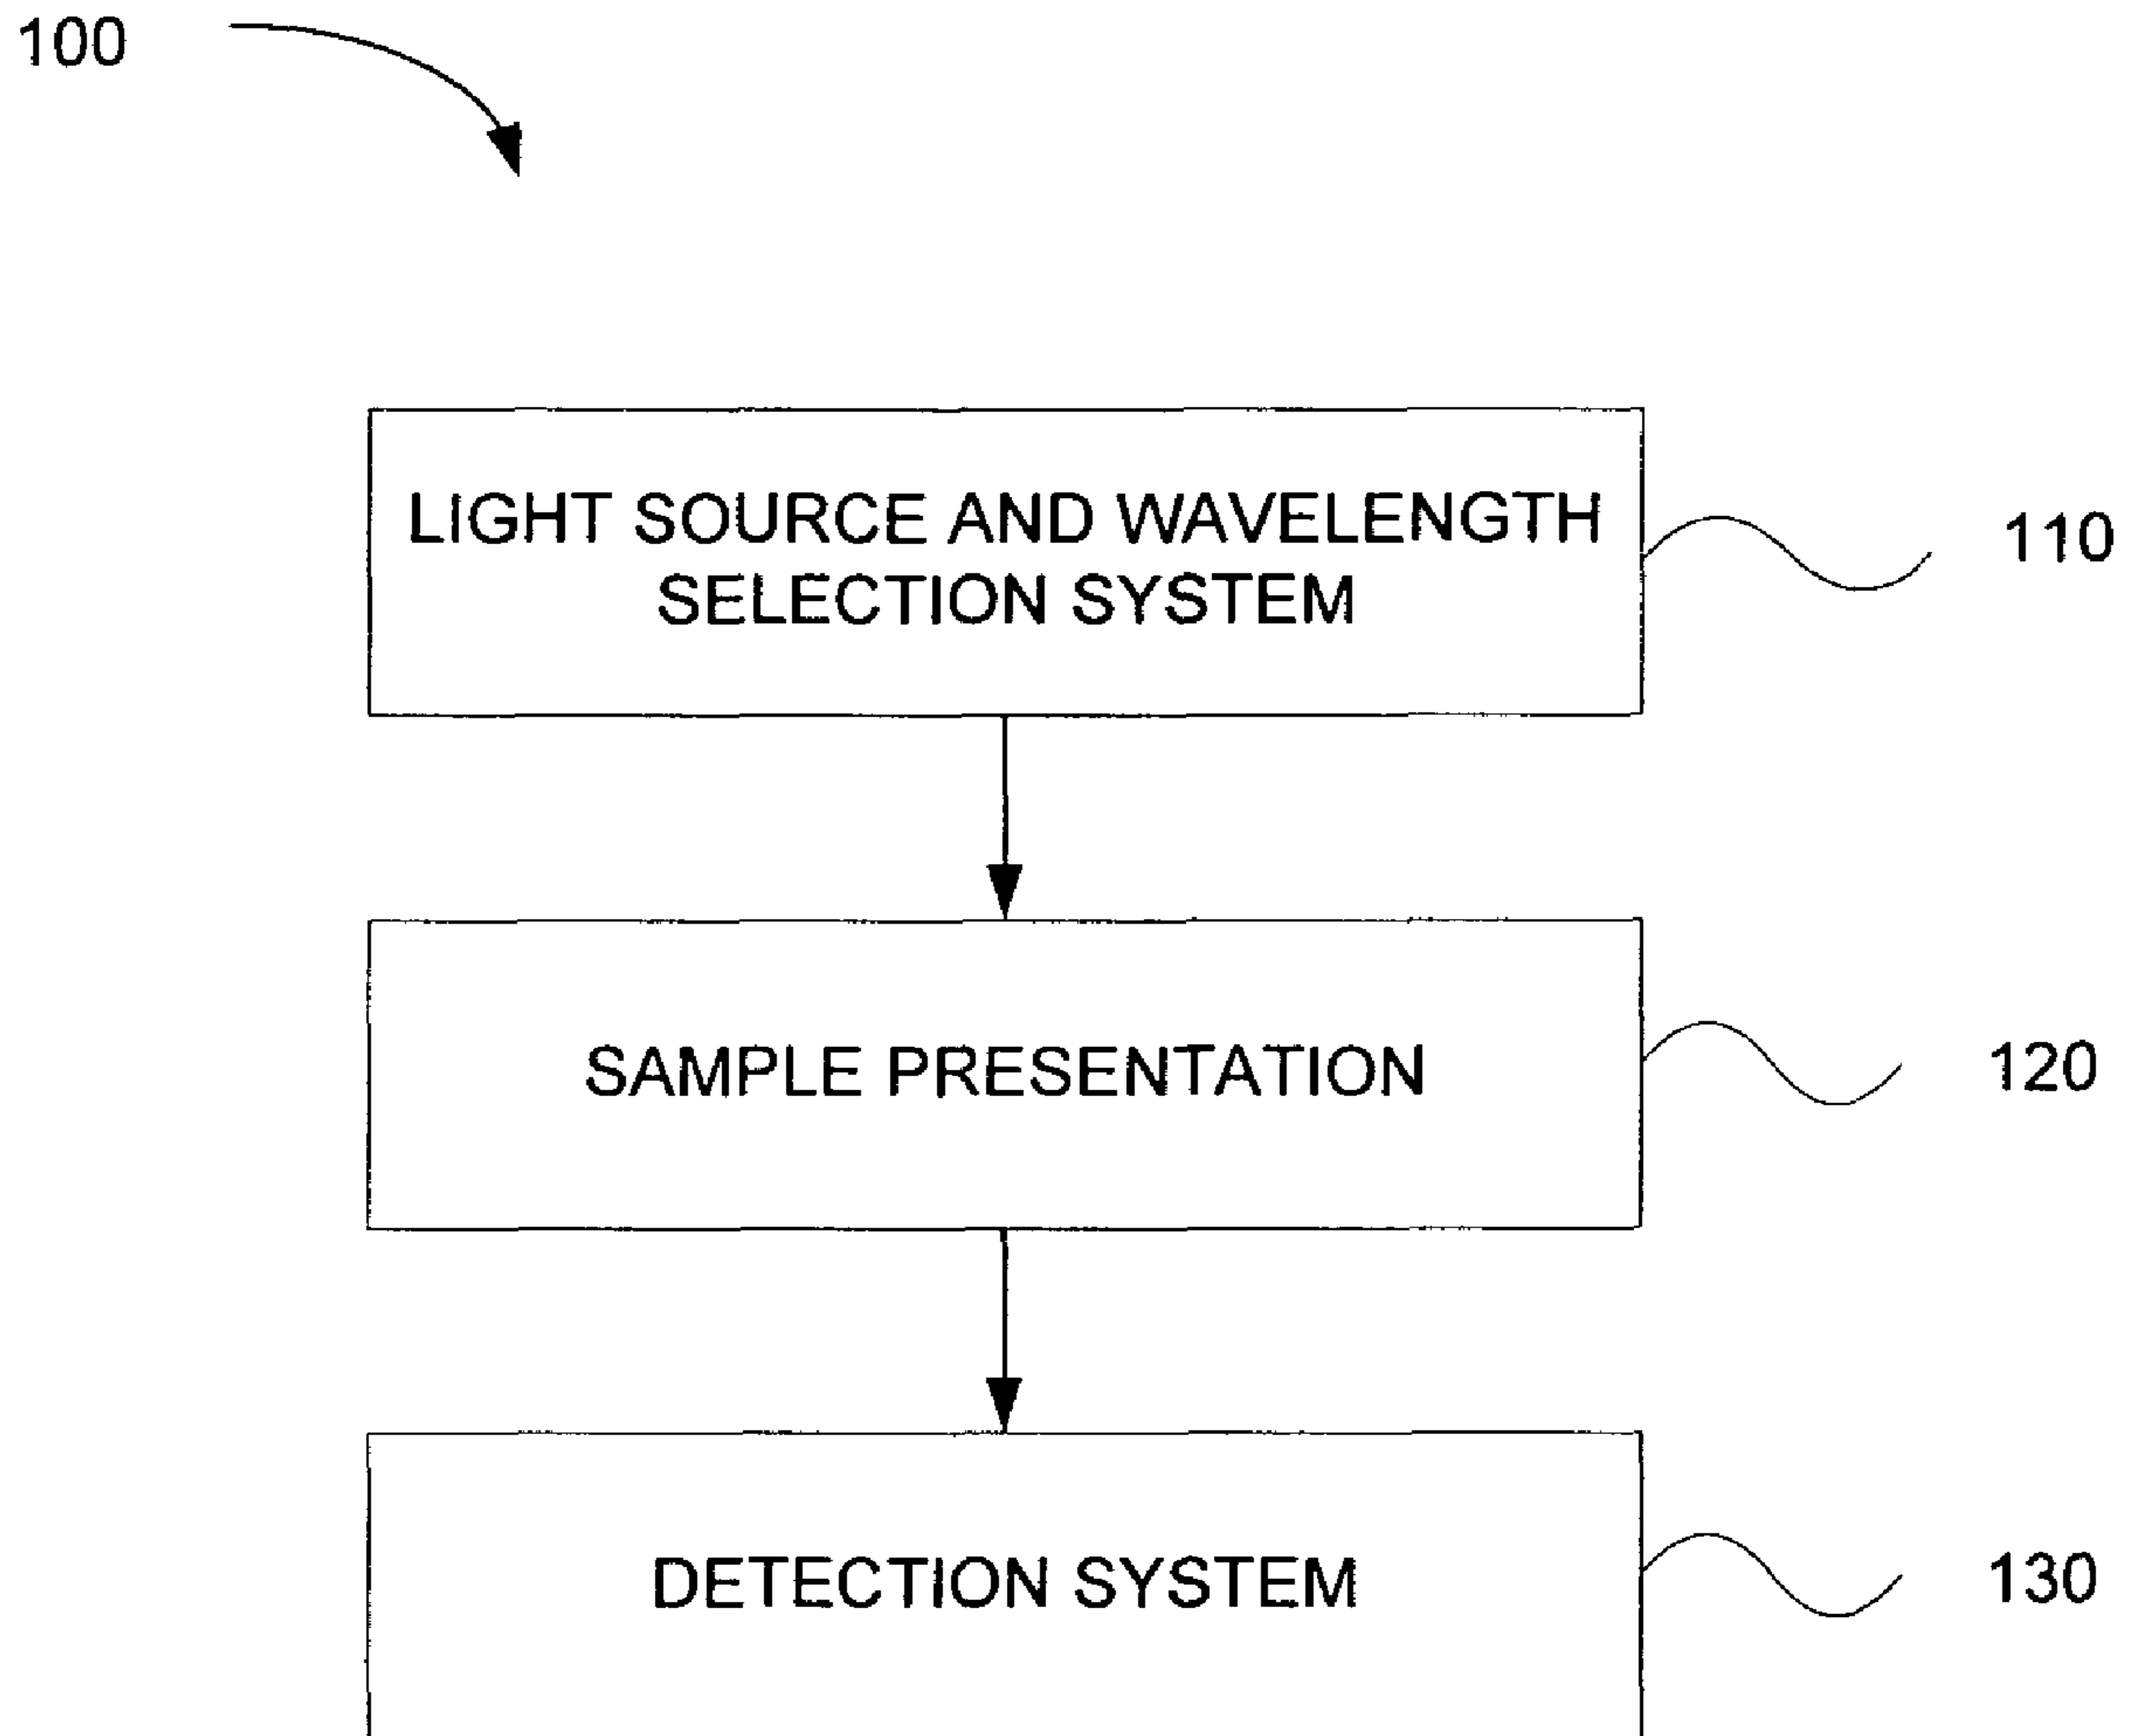 100
LIGHT SOURCE AND WAVELENGTH
SELECTION SYSTEM
110
SAMPLE PRESENTATION
120
DETECTION SYSTEM
130